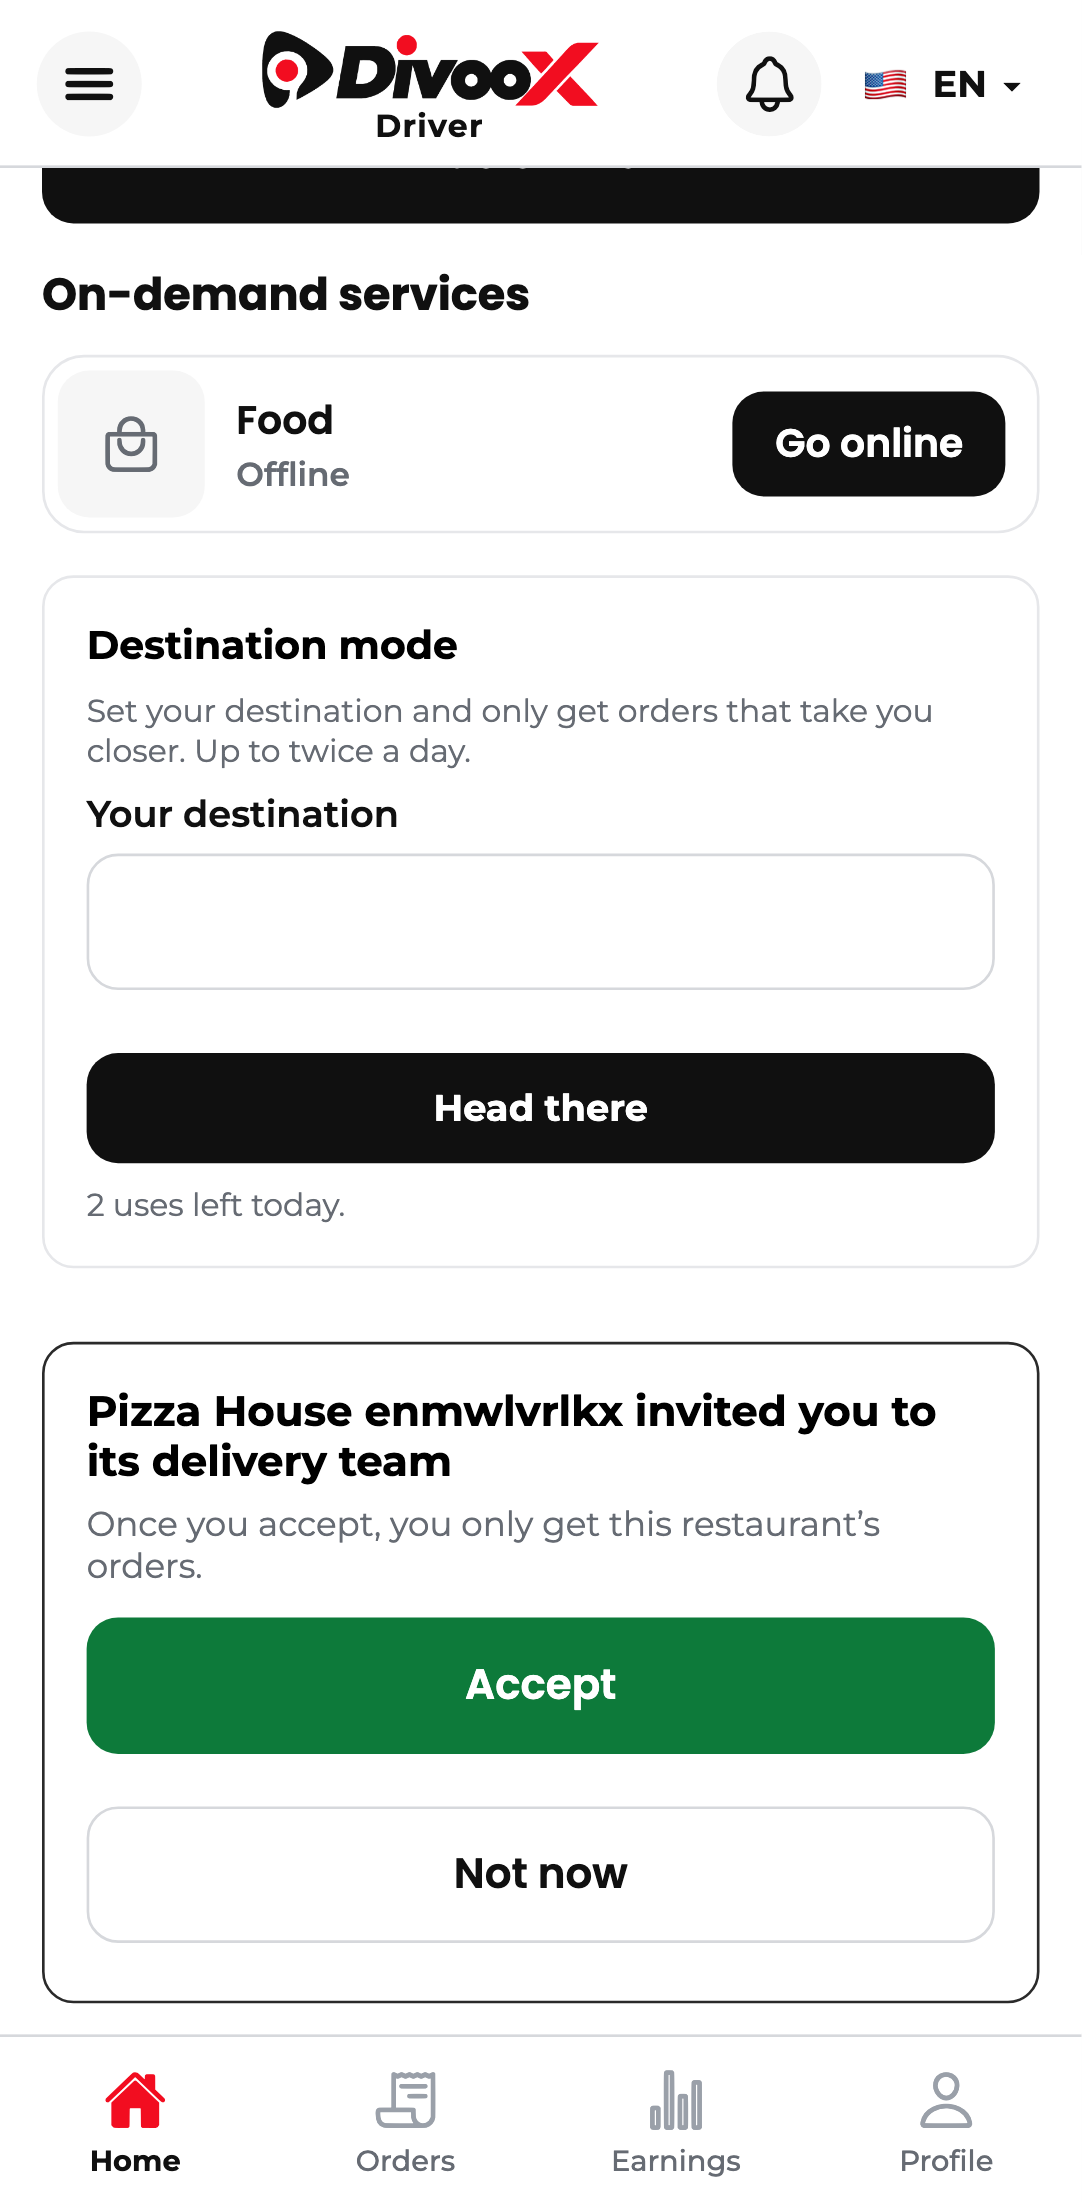 DivooX
Driver
EN
On-demand services
Food
Offline
Go online
Destination mode
Set your destination and only get orders that take you
closer. Up to twice a day.
Your destination
Head there
2 uses left today.
Pizza House enmwlvrlkx invited you to
its delivery team
Once you accept, you only get this restaurant’s
orders.
Accept
Not now
Home
Orders
Earnings
Profile